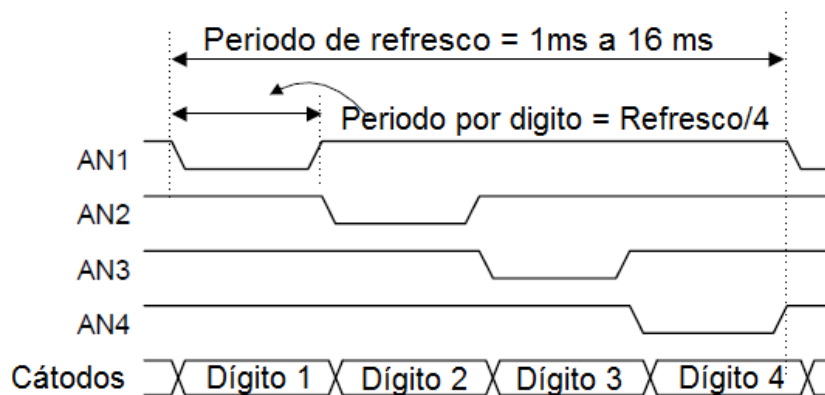 Periodo de refresco = 1ms a 16 ms
Periodo por digito = Refresco/4
AN1
AN2
AN3
AN4
Cátodos Dígito 1 Dígito 2 Dígito 3 Dígito 4